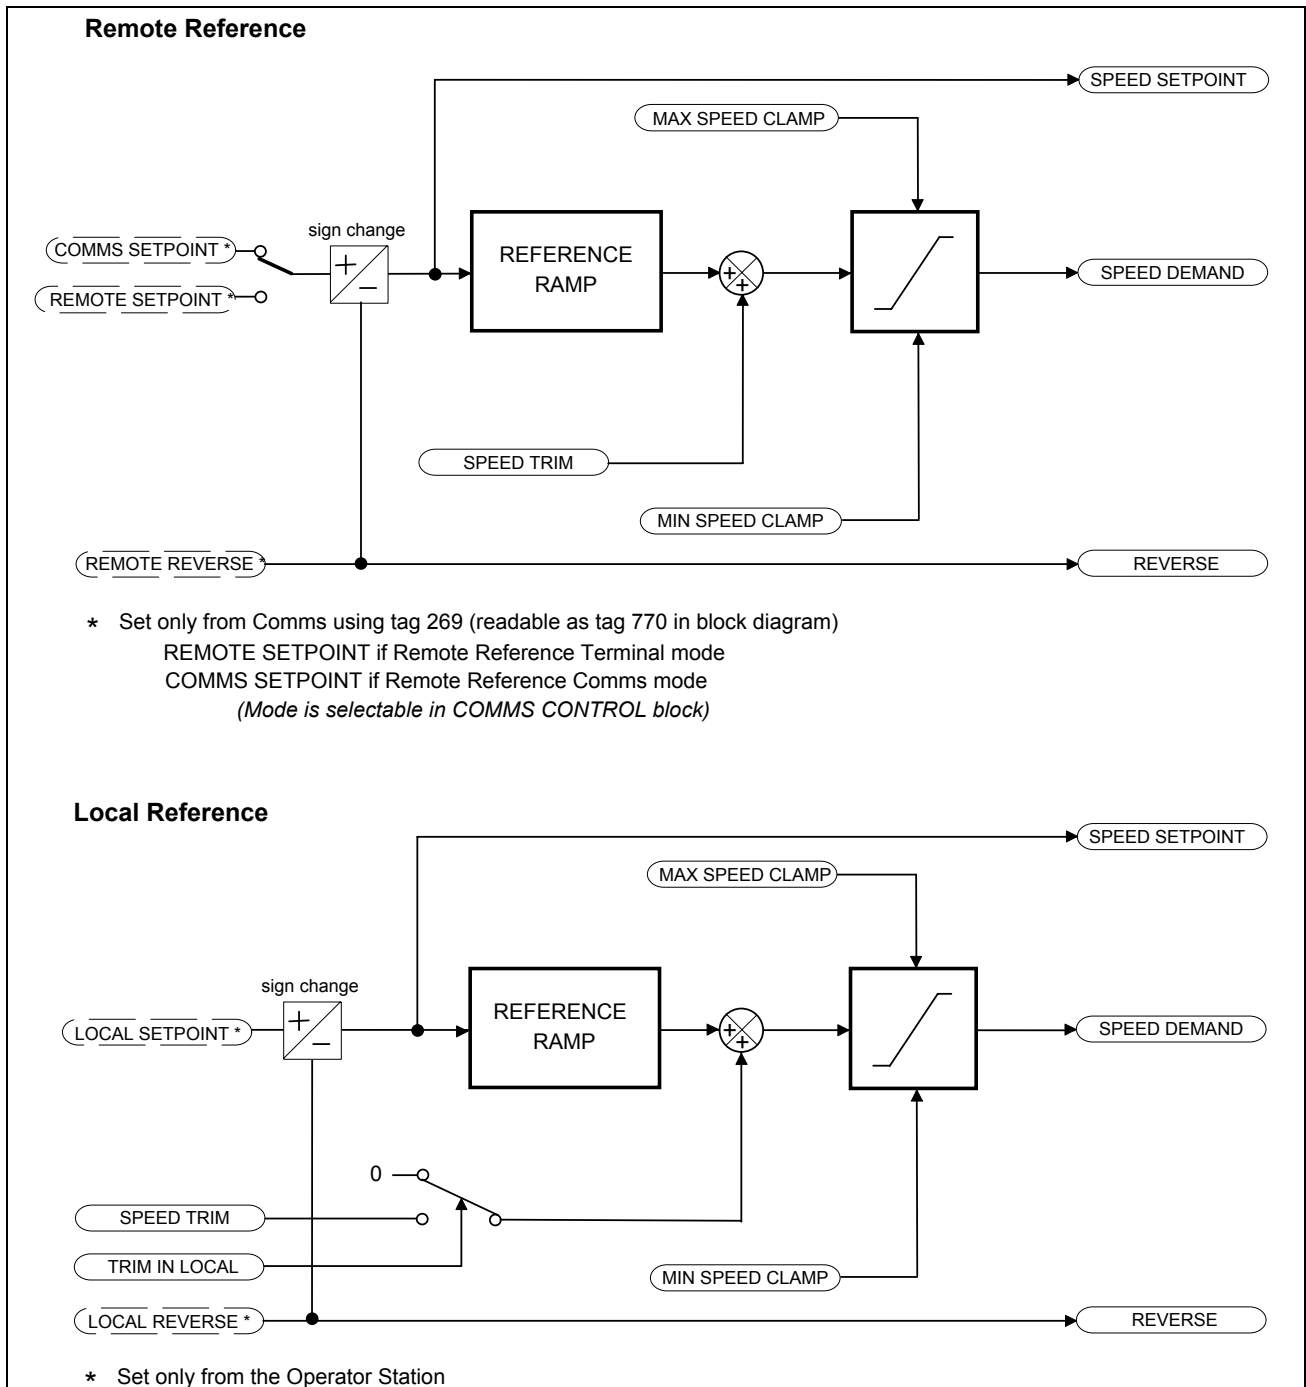 Remote Reference
SPEED SETPOINT
MAX SPEED CLAMP
sign change
COMMS SETPOINT *
+
−
REFERENCE
RAMP
+
+
SPEED DEMAND
REMOTE SETPOINT *
SPEED TRIM
MIN SPEED CLAMP
REMOTE REVERSE *
REVERSE
* Set only from Comms using tag 269 (readable as tag 770 in block diagram)
REMOTE SETPOINT if Remote Reference Terminal mode
COMMS SETPOINT if Remote Reference Comms mode
(Mode is selectable in COMMS CONTROL block)
Local Reference
SPEED SETPOINT
MAX SPEED CLAMP
sign change
LOCAL SETPOINT *
+
−
REFERENCE
RAMP
+
+
SPEED DEMAND
0
SPEED TRIM
TRIM IN LOCAL
MIN SPEED CLAMP
LOCAL REVERSE *
REVERSE
* Set only from the Operator Station